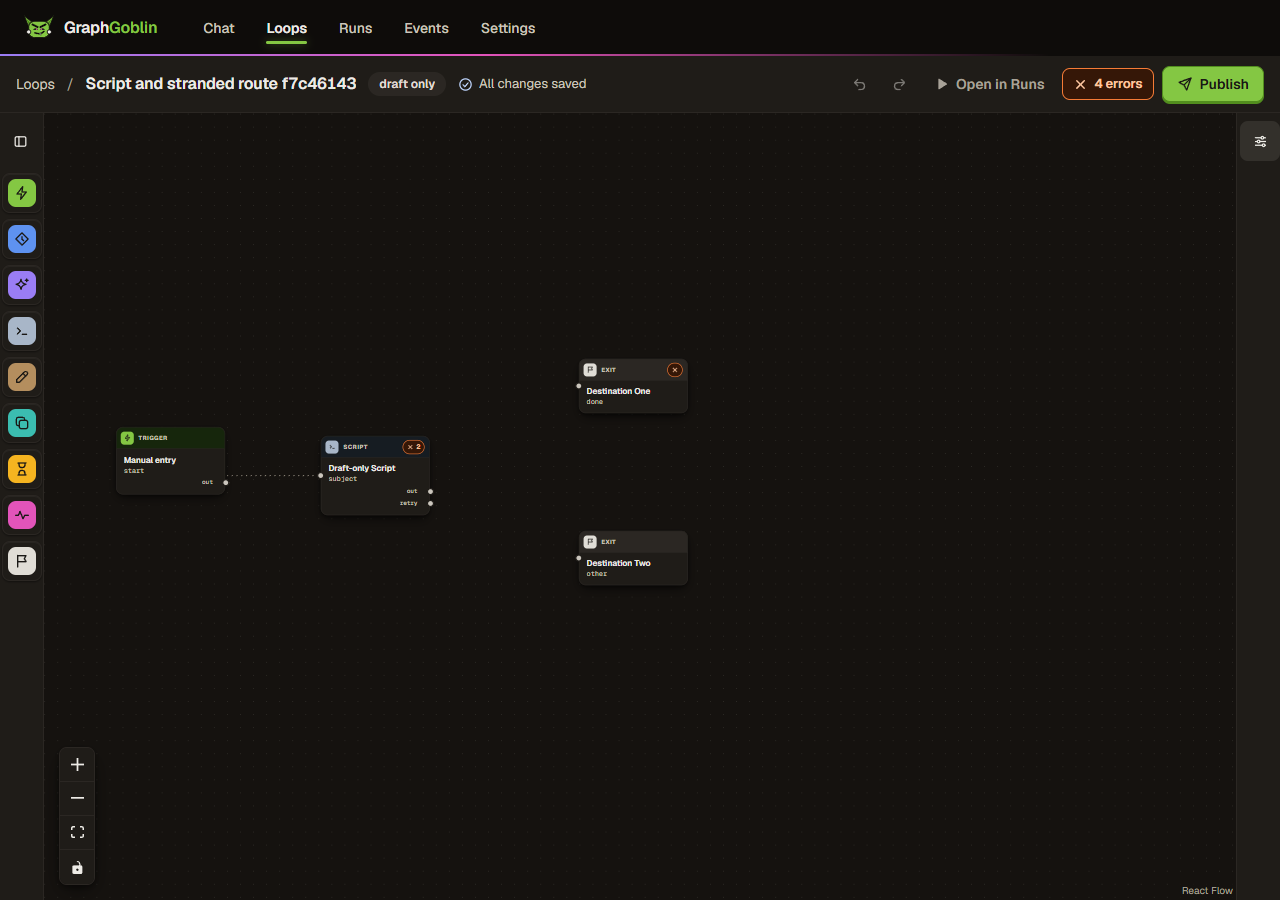 GraphGoblin
Chat
Loops
Runs
Events
Settings
Loops / Script and stranded route f7c46143
draft only
All changes saved
Open in Runs
4 errors
Publish
EXIT
Destination One
done
TRIGGER
Manual entry
start
out
SCRIPT
2
Draft-only Script
subject
out
retry
EXIT
Destination Two
other
React Flow